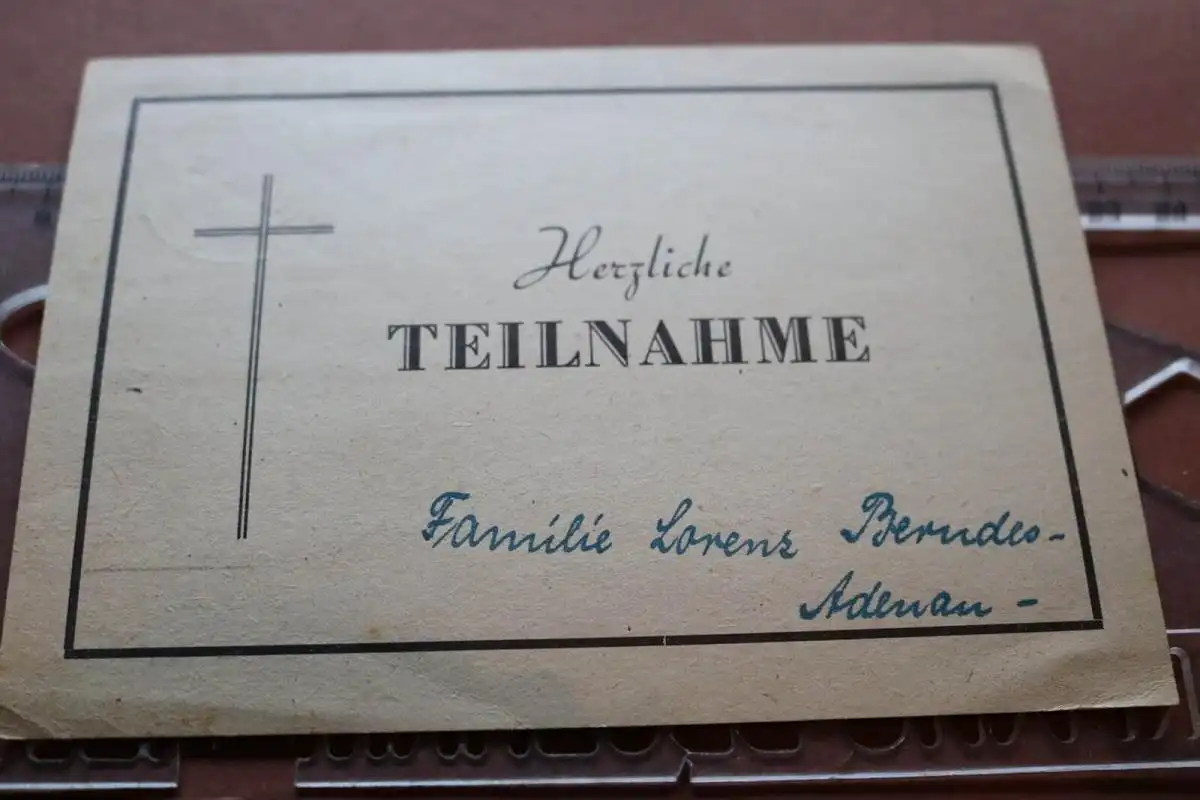 Herzliche
TEILNAHME
Familie Lorenz Berndes-
Adenau -